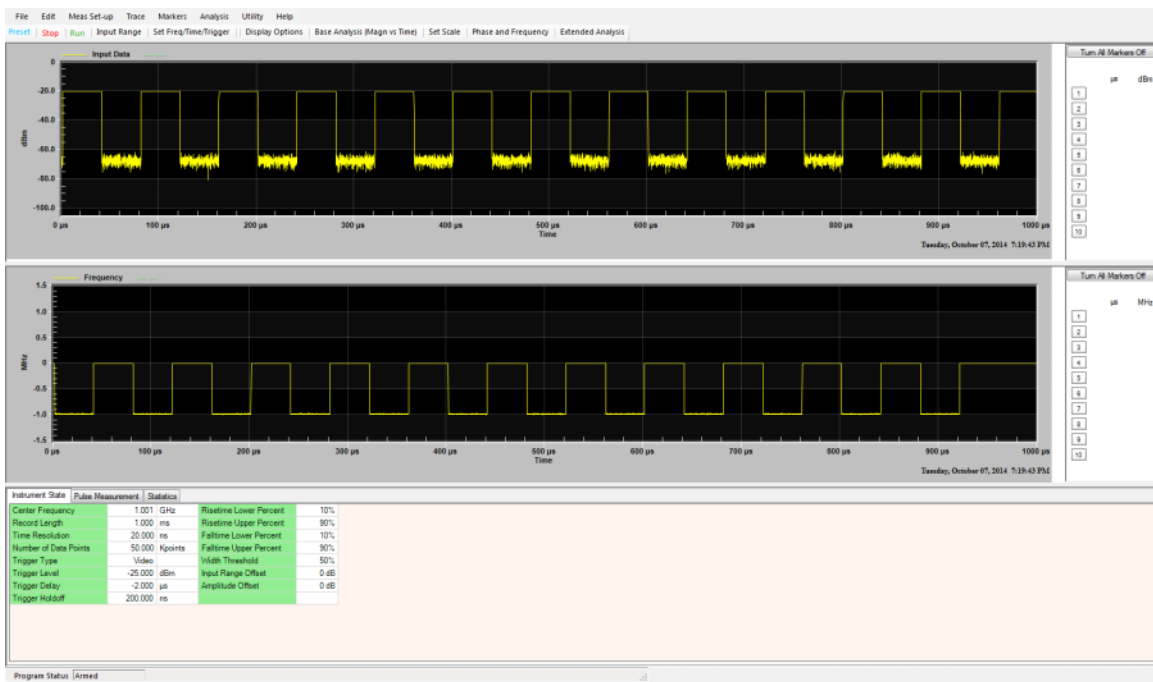 File Edit Meas Set-up Trace Markers Analysis Utility Help
Preset Stop Run Input Range Set Freq/Time/Trigger Display Options Base Analysis (Magn vs Time) Set Scale Phase and Frequency Extended Analysis
Input Data
Turn All Markers Off
µs dBm
0
-20.0
-40.0
-60.0
-80.0
-100.0
dBm
0 µs 100 µs 200 µs 300 µs 400 µs 500 µs 600 µs 700 µs 800 µs 900 µs 1000 µs
Time
Tuesday, October 07, 2014 7:19:43 PM
1
2
3
4
5
6
7
8
9
10
Frequency
Turn All Markers Off
µs MHz
1.5
1.0
0.5
0
-0.5
-1.0
-1.5
MHz
0 µs 100 µs 200 µs 300 µs 400 µs 500 µs 600 µs 700 µs 800 µs 900 µs 1000 µs
Time
Tuesday, October 07, 2014 7:19:43 PM
1
2
3
4
5
6
7
8
9
10
Instrument State Pulse Measurement Statistics
Center Frequency 1.001 GHz Risetime Lower Percent 10%
Record Length 1.000 ms Risetime Upper Percent 90%
Time Resolution 20.000 ns Falltime Lower Percent 10%
Number of Data Points 50.000 Kpoints Falltime Upper Percent 90%
Trigger Type Video Width Threshold 50%
Trigger Level -25.000 dBm Input Range Offset 0 dB
Trigger Delay -2.000 µs Amplitude Offset 0 dB
Trigger Holdoff 200.000 ns
Program Status Armed